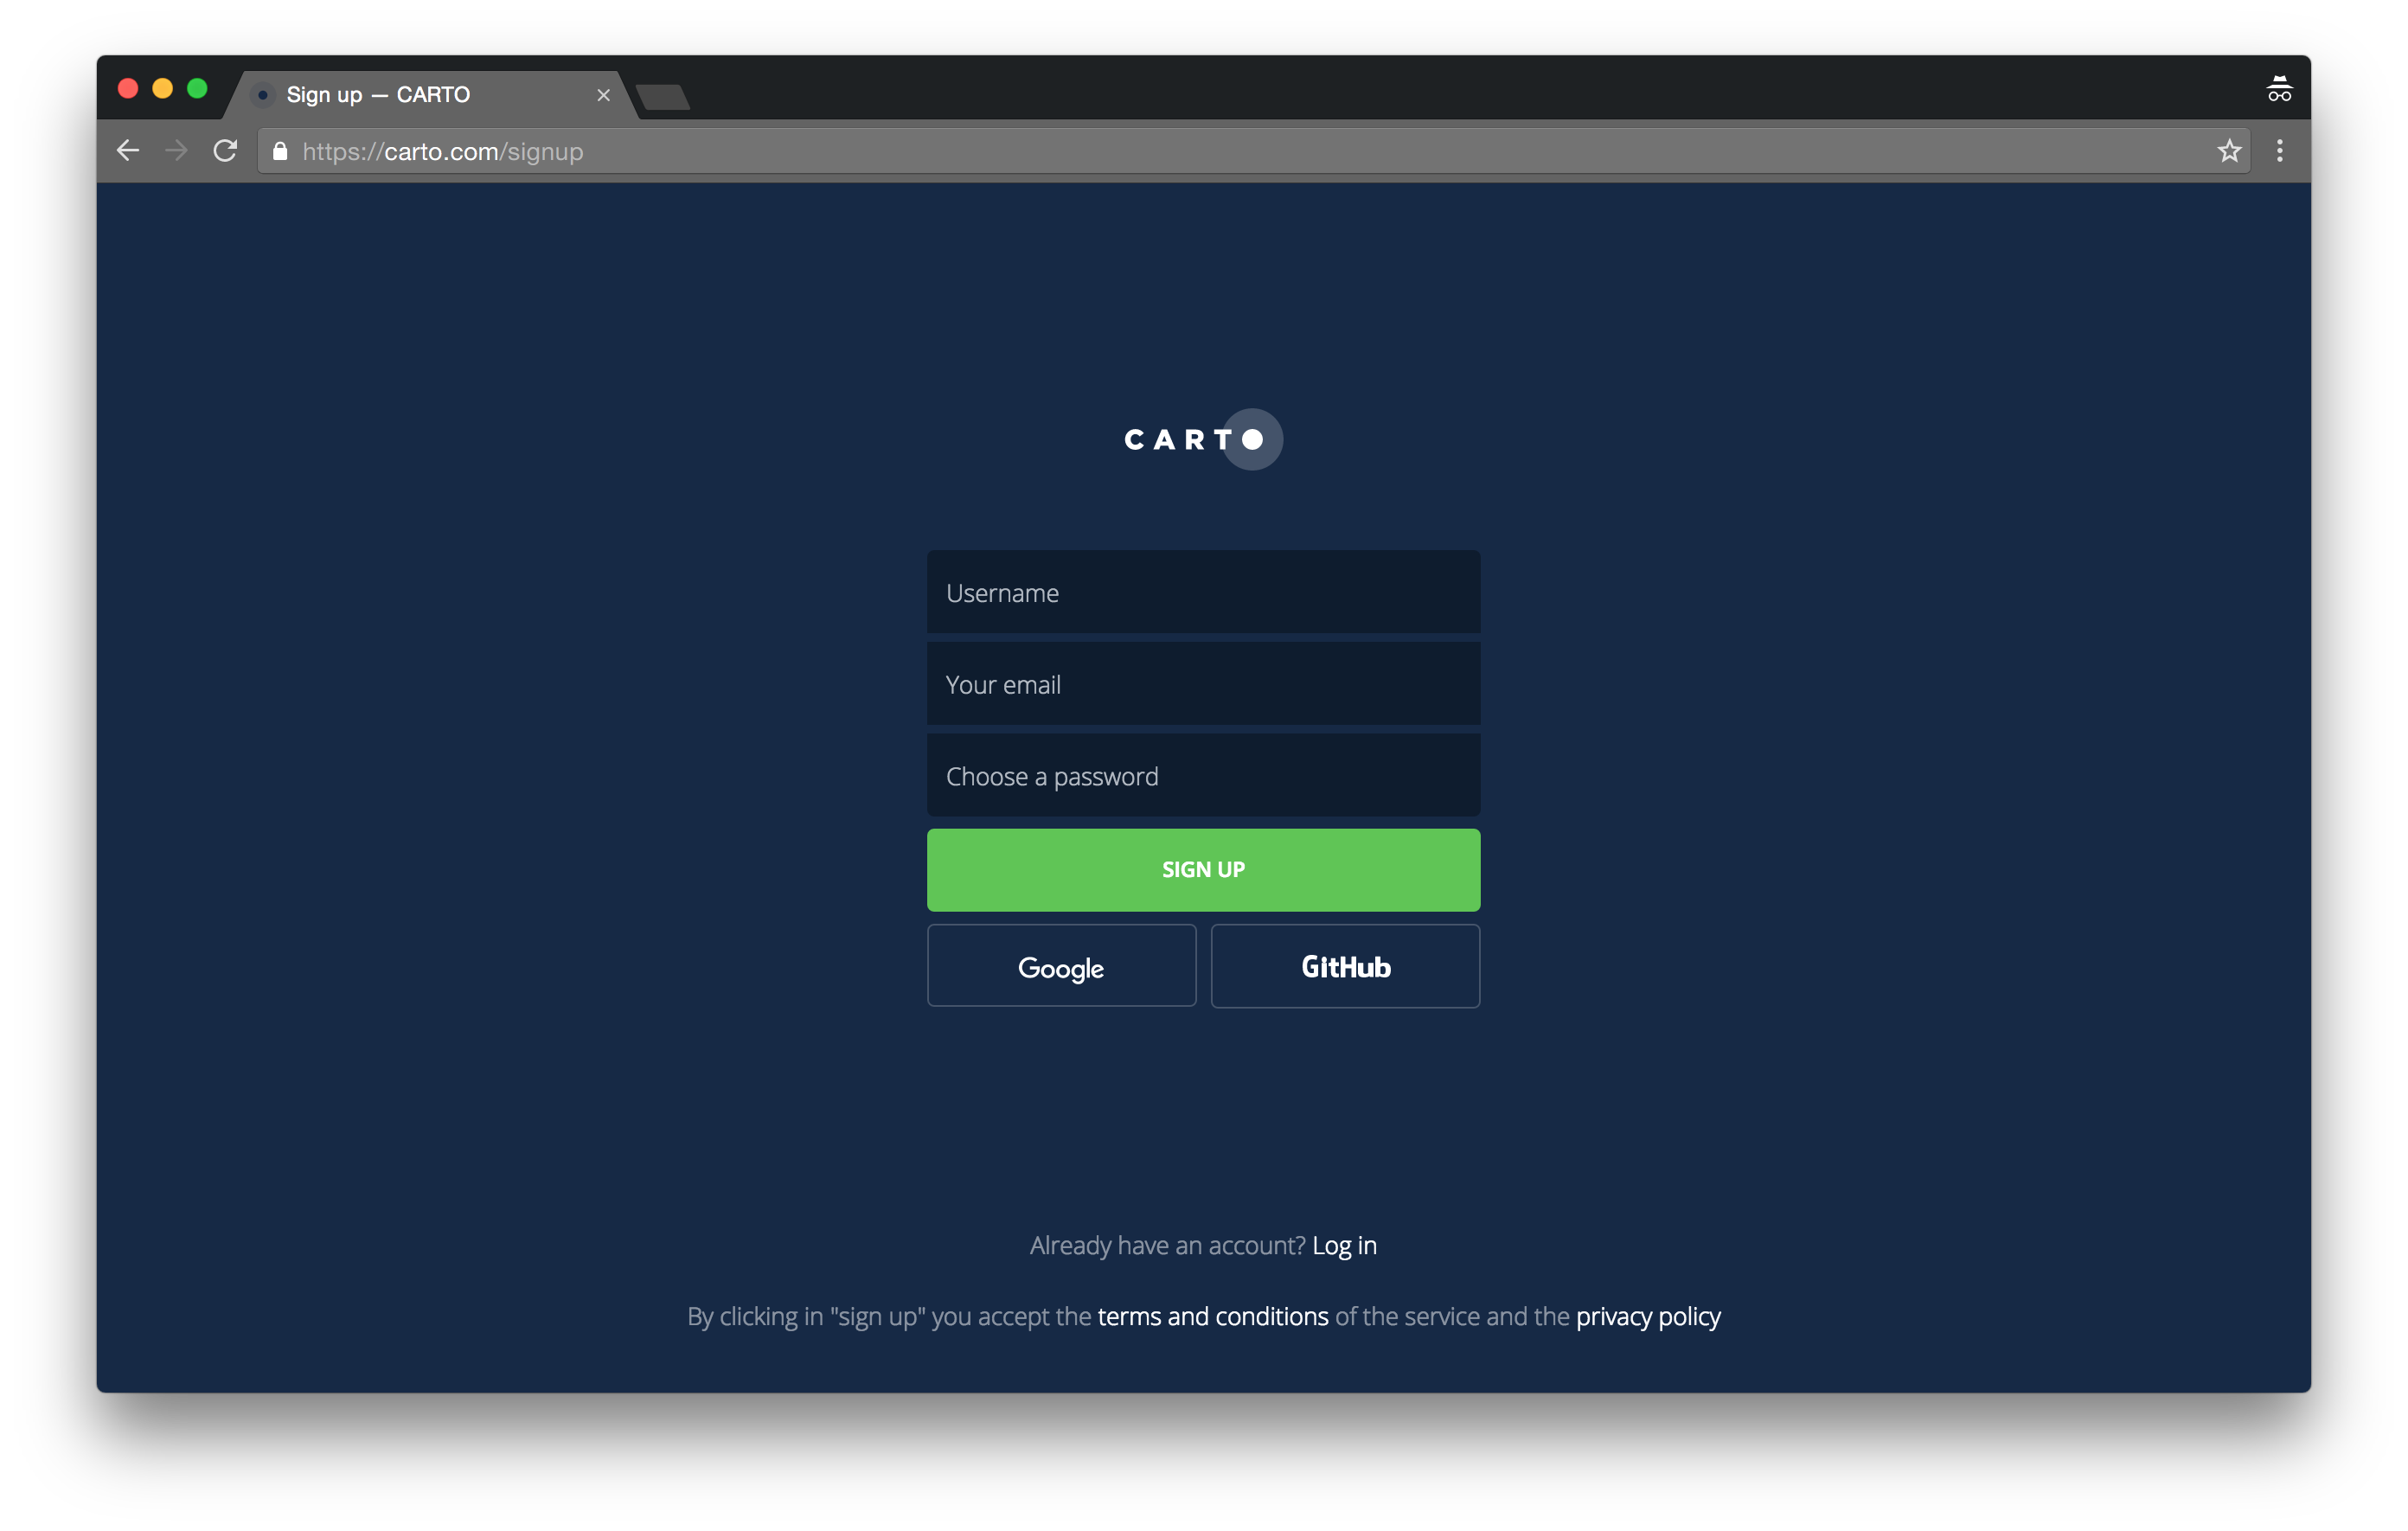 Sign up — CARTO
https://carto.com/signup
CARTO
Username
Your email
Choose a password
SIGN UP
Google
GitHub
Already have an account? Log in
By clicking in "sign up" you accept the terms and conditions of the service and the privacy policy